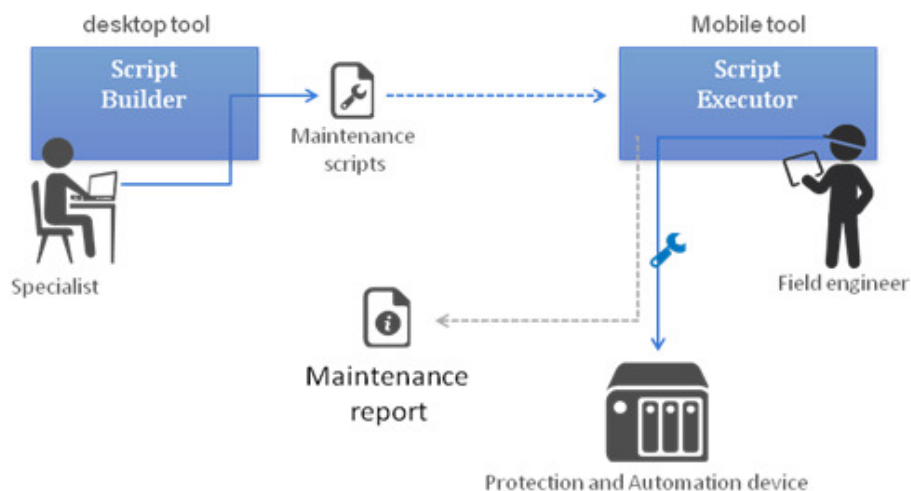 desktop tool
Mobile tool
Script
Builder
Script
Executor
Maintenance
scripts
Specialist
Field engineer
Maintenance
report
Protection and Automation device